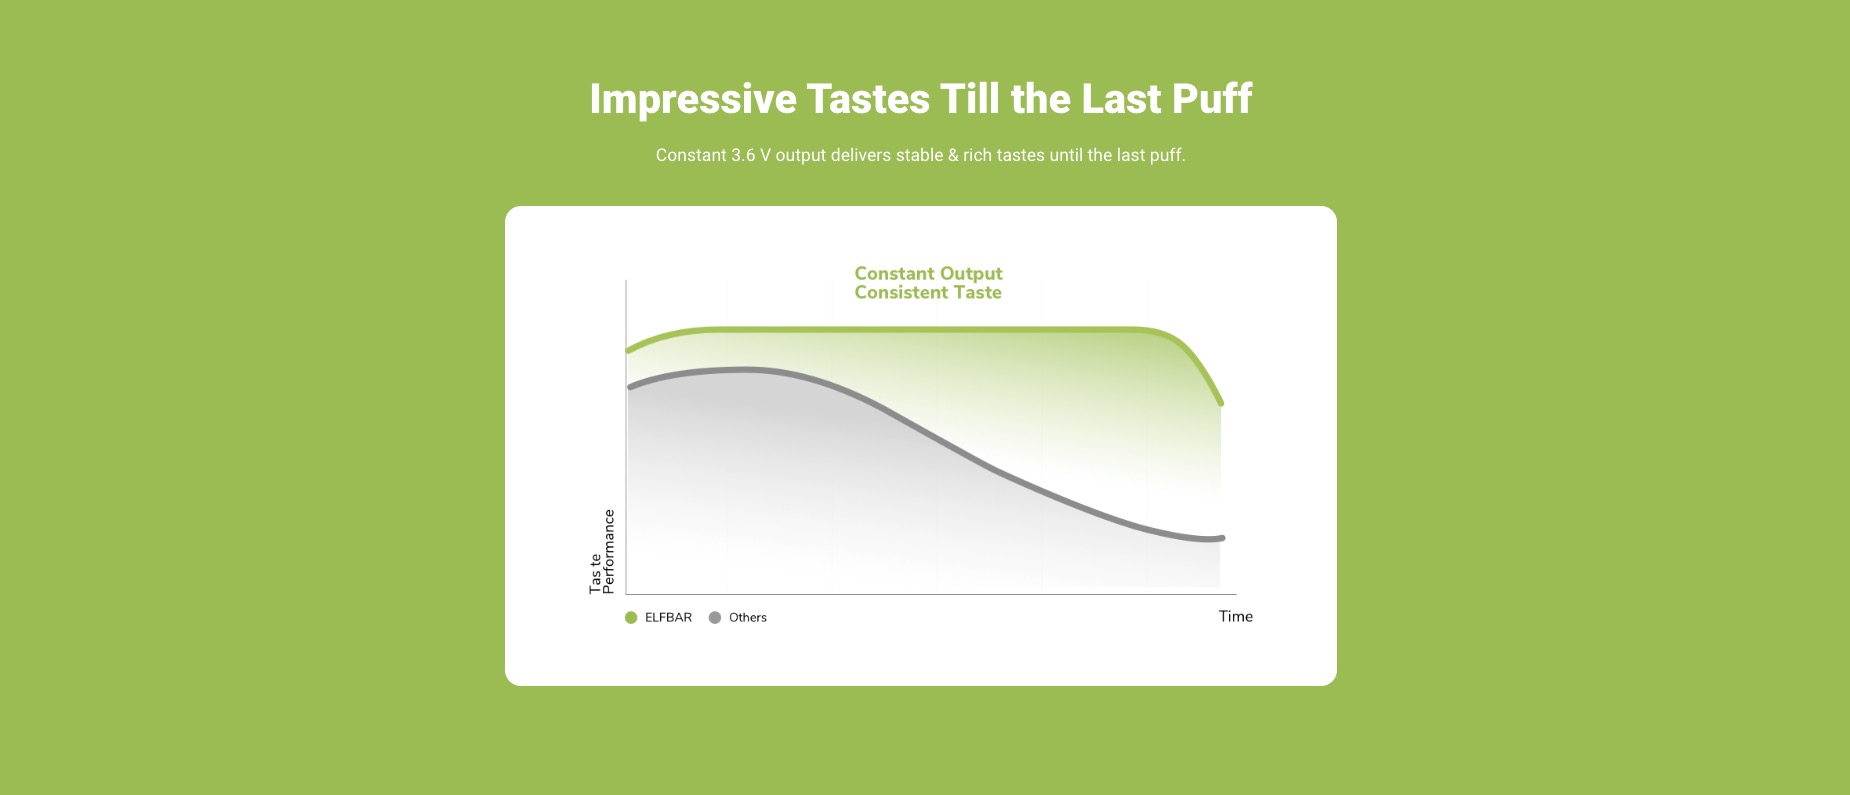 Impressive Tastes Till the Last Puff
Constant 3.6 V output delivers stable & rich tastes until the last puff.
Constant Output
Consistent Taste
Tas te
Performance
ELFBAR
Others
Time